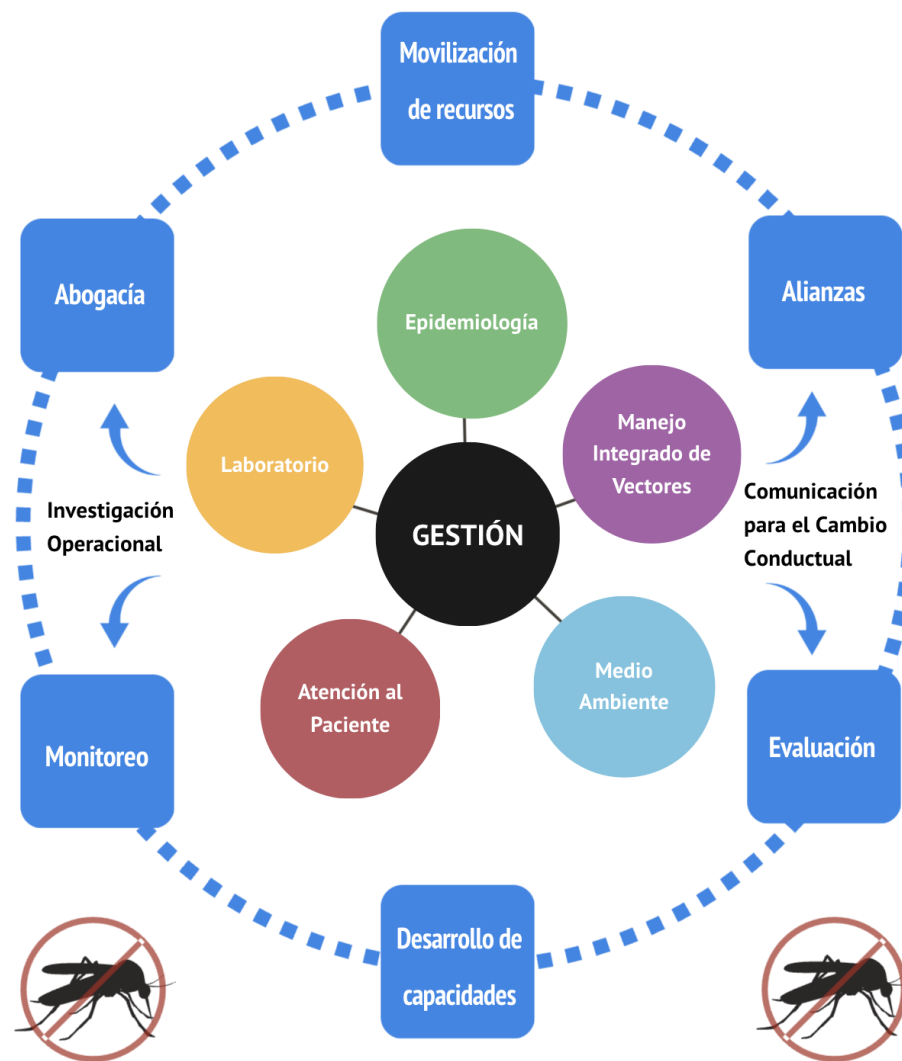 Movilización
de recursos
Abogacía
Alianzas
Epidemiología
Manejo
Integrado de
Vectores
Laboratorio
Investigación
Operacional
GESTIÓN
Comunicación
para el Cambio
Conductual
Atención al
Paciente
Medio
Ambiente
Monitoreo
Evaluación
Desarrollo de
capacidades